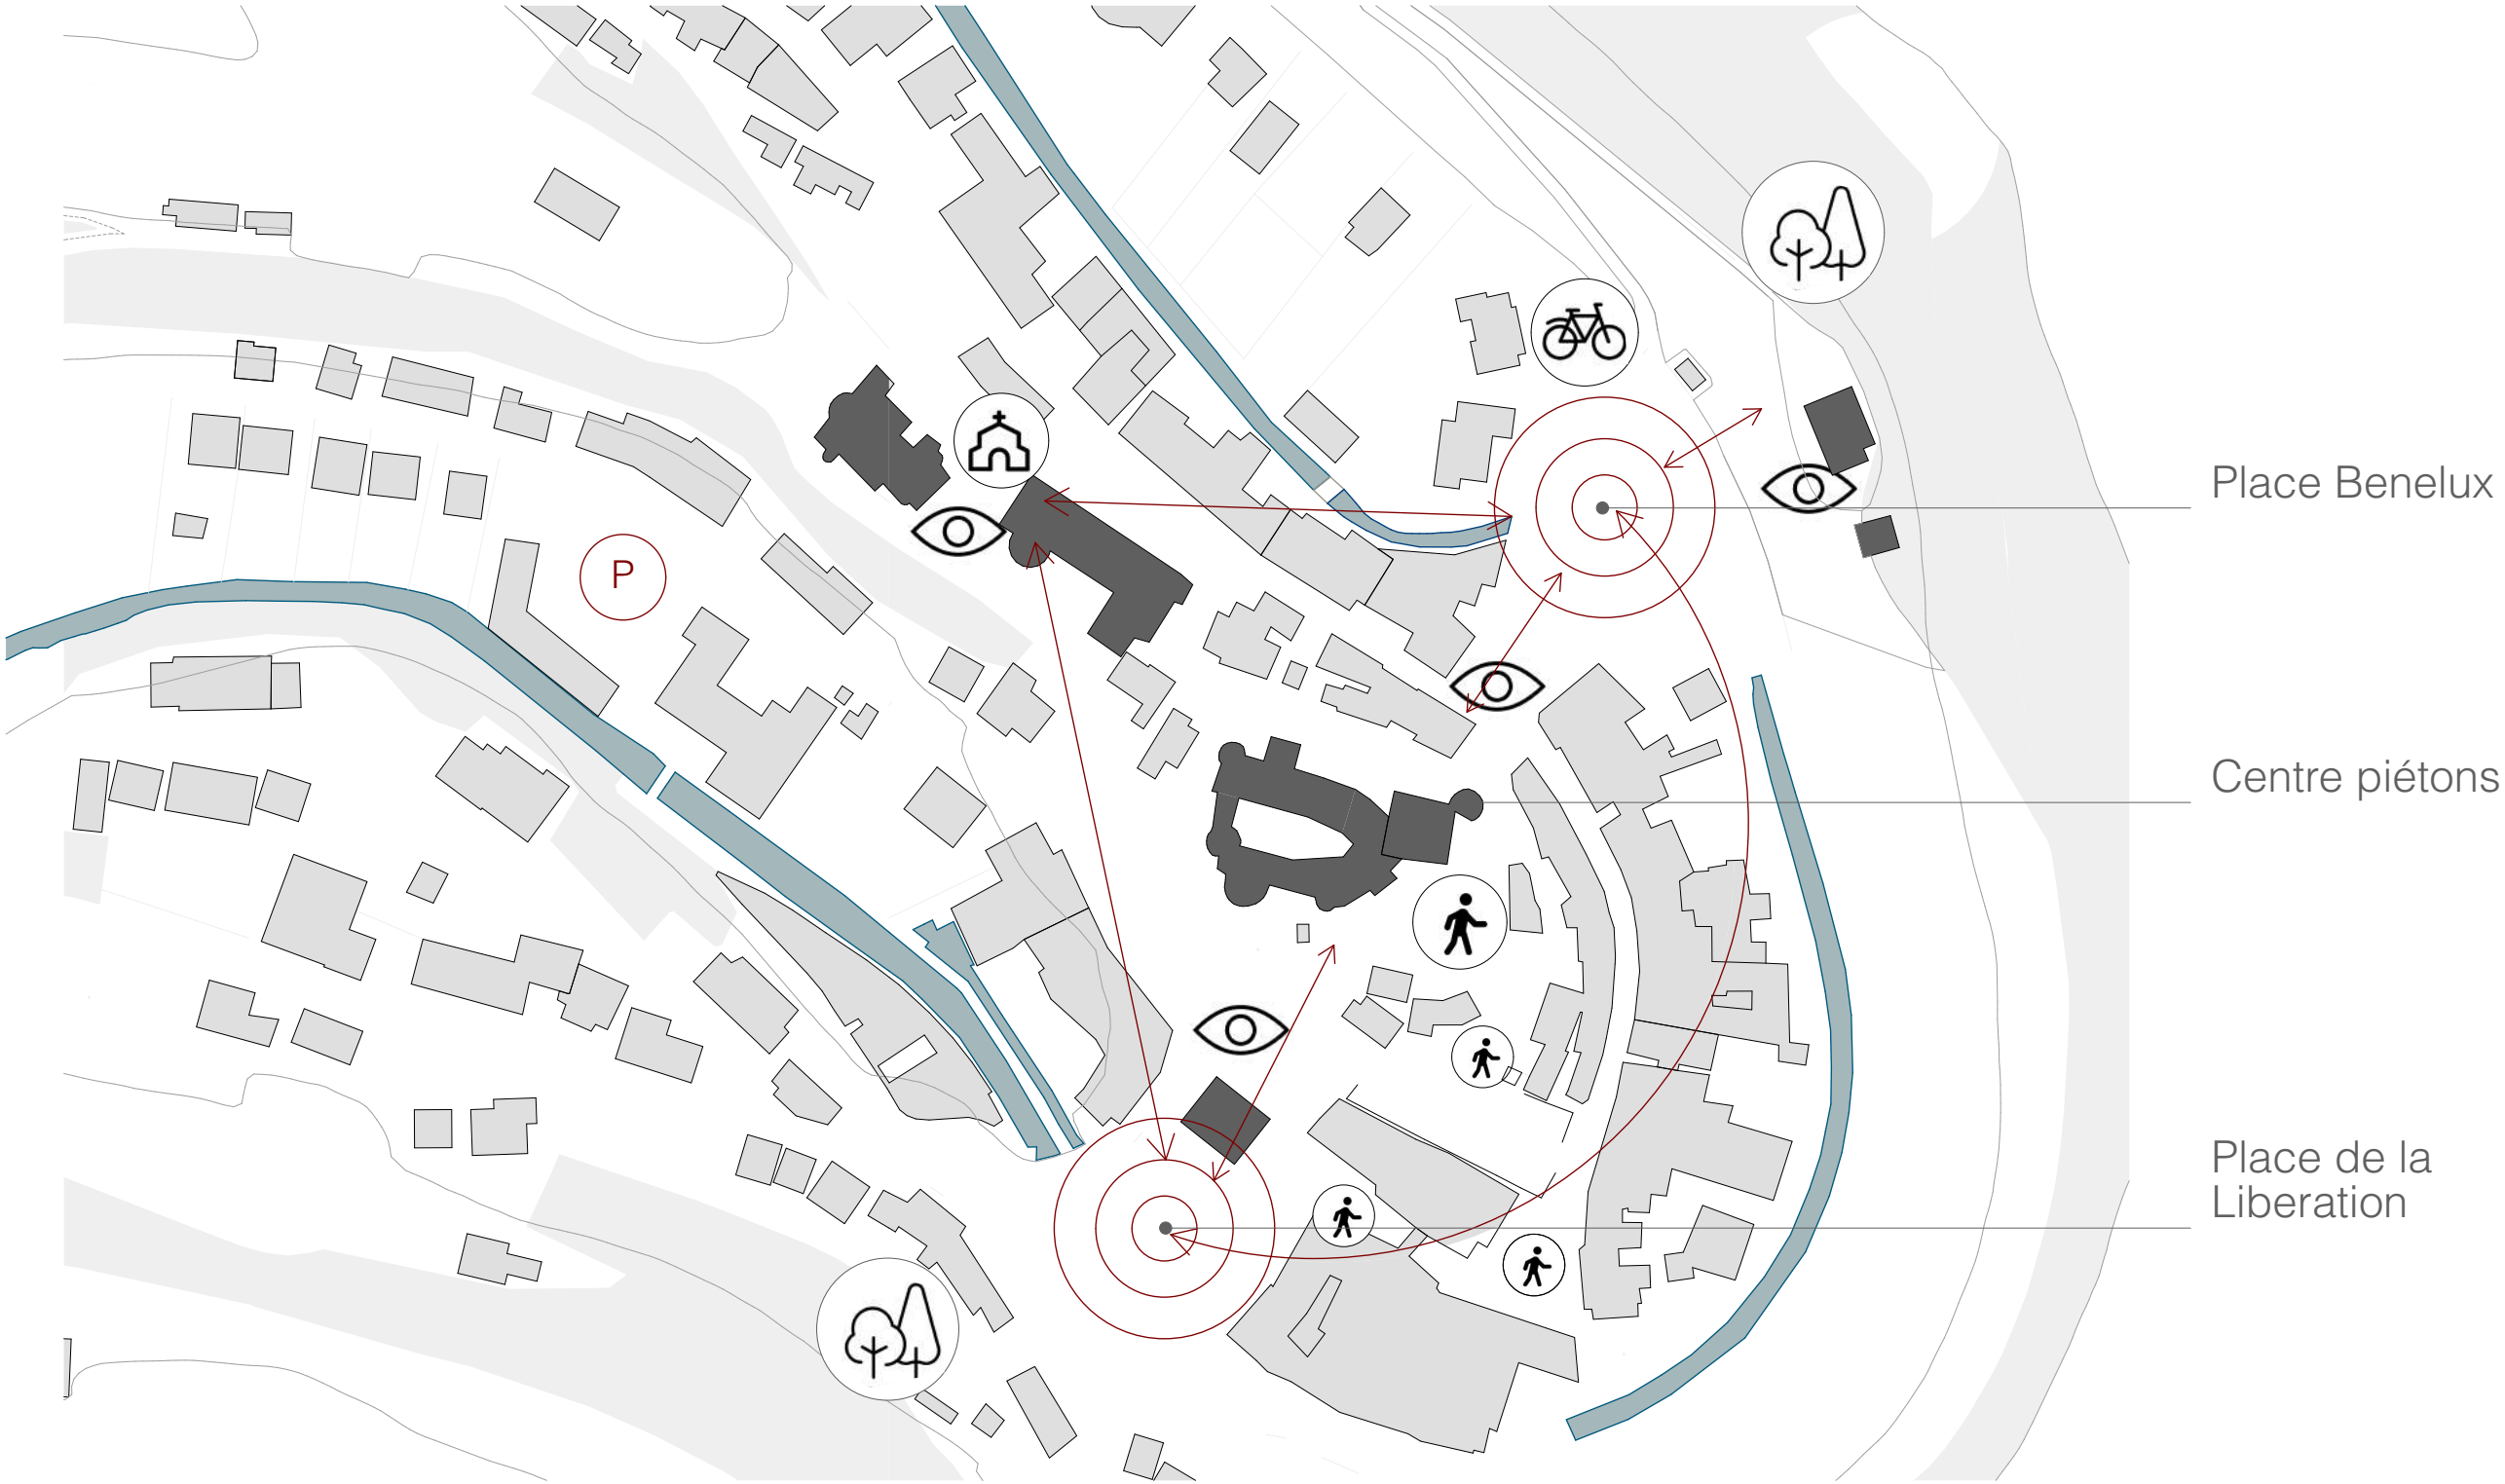 Place Benelux
P
Centre piétons
Place de la
Liberation